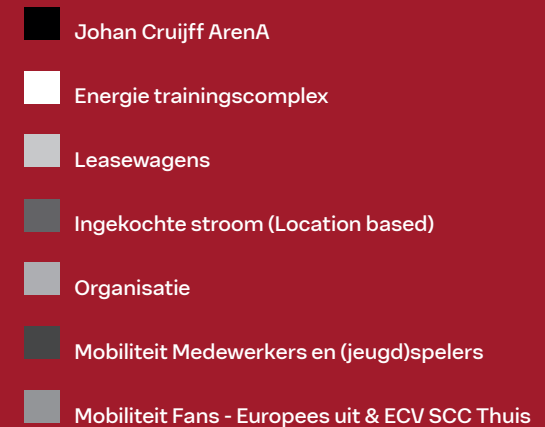 Johan Cruijff ArenA
Energie trainingscomplex
Leasewagens
Ingekochte stroom (Location based)
Organisatie
Mobiliteit Medewerkers en (jeugd)spelers
Mobiliteit Fans - Europees uit & ECV SCC Thuis